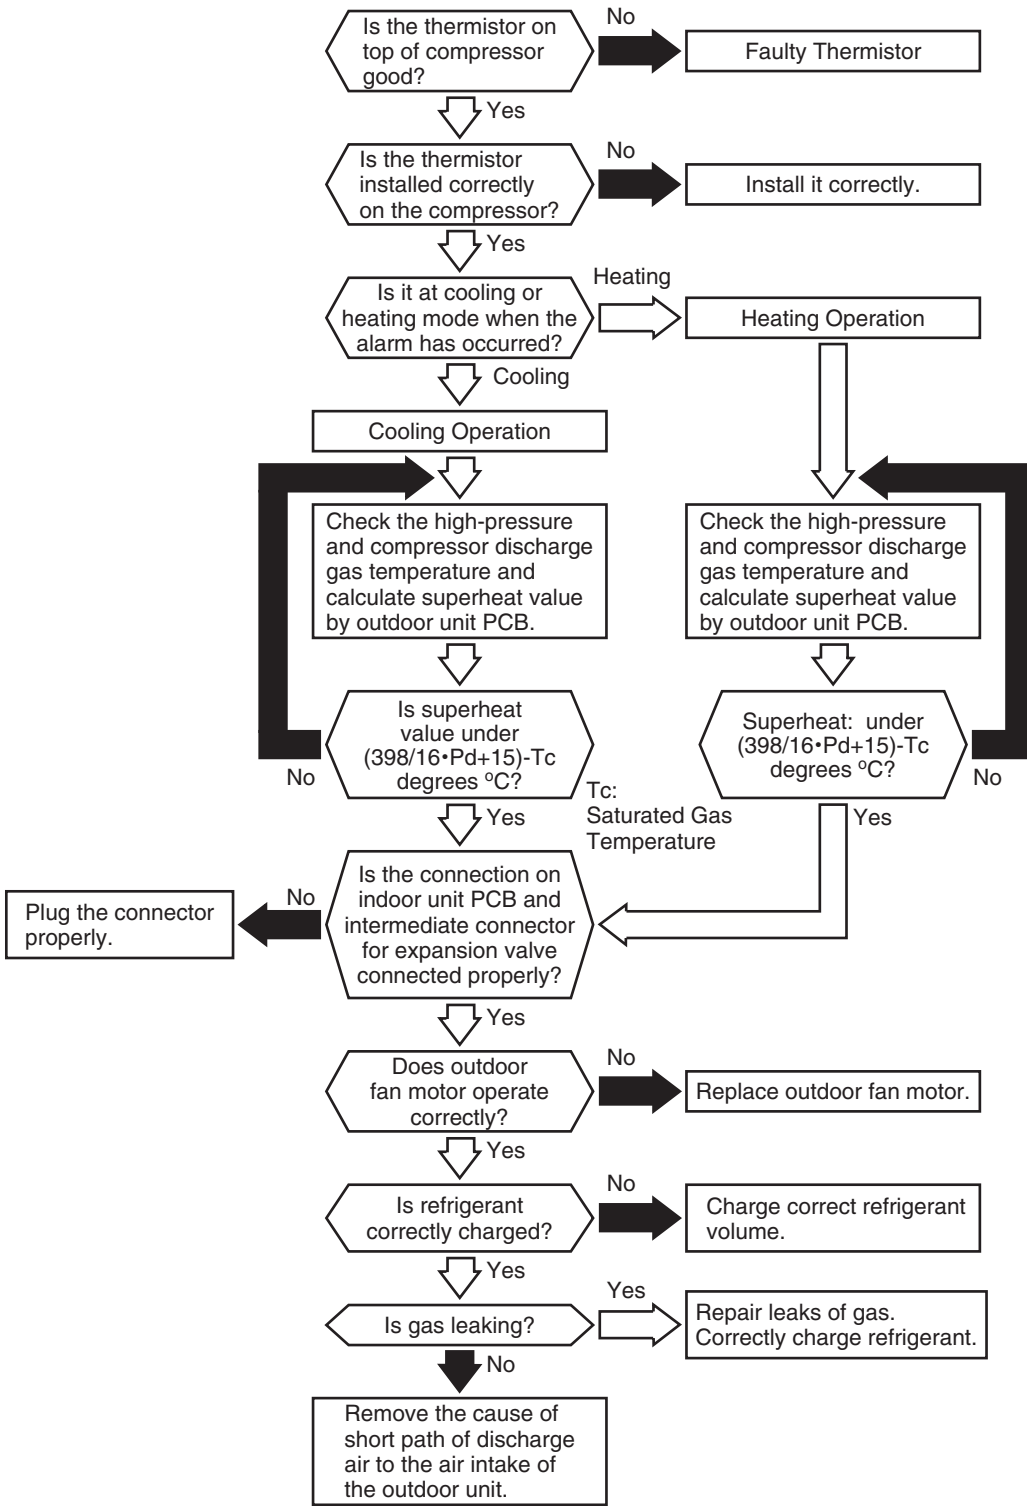 Is the thermistor on
top of compressor
good?
No
Faulty Thermistor
Yes
Is the thermistor
installed correctly
on the compressor?
No
Install it correctly.
Yes
Is it at cooling or
heating mode when the
alarm has occurred?
Heating
Heating Operation
Cooling
Cooling Operation
Check the high-pressure
and compressor discharge
gas temperature and
calculate superheat value
by outdoor unit PCB.
Check the high-pressure
and compressor discharge
gas temperature and
calculate superheat value
by outdoor unit PCB.
Is superheat
value under
(398/16•Pd+15)-Tc
degrees ºC?
No
Superheat: under
(398/16•Pd+15)-Tc
degrees ºC?
No
Tc:
Saturated Gas
Temperature
Yes
Yes
Is the connection on
indoor unit PCB and
intermediate connector
for expansion valve
connected properly?
No
Plug the connector
properly.
Yes
Does outdoor
fan motor operate
correctly?
No
Replace outdoor fan motor.
Yes
Is refrigerant
correctly charged?
No
Charge correct refrigerant
volume.
Yes
Is gas leaking?
Yes
Repair leaks of gas.
Correctly charge refrigerant.
No
Remove the cause of
short path of discharge
air to the air intake of
the outdoor unit.